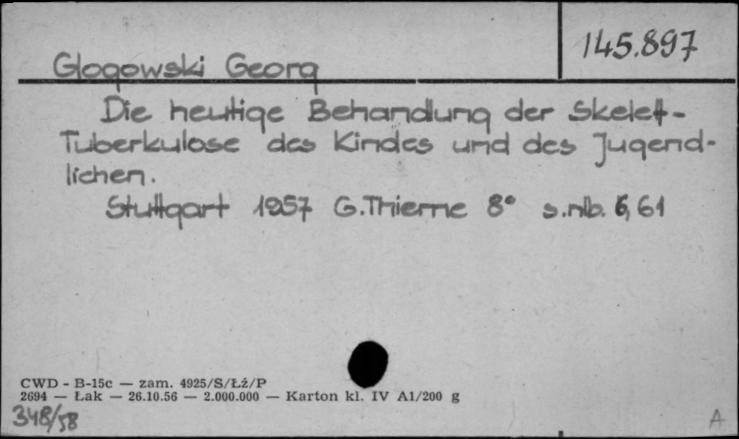 145.897
Glogowski Georg
Die heutige Behandlung der Skelett-
Tuberkulose des Kindes und des Jugend-
lichen.
Stuttgart 1957 G.Thieme 8° s.nlb. 6,61
CWD - B-15c — zam. 4925/S/Łź/P
2694 — Łak — 26.10.56 — 2.000.000 — Karton kl. IV A1/200 g
348/58
A